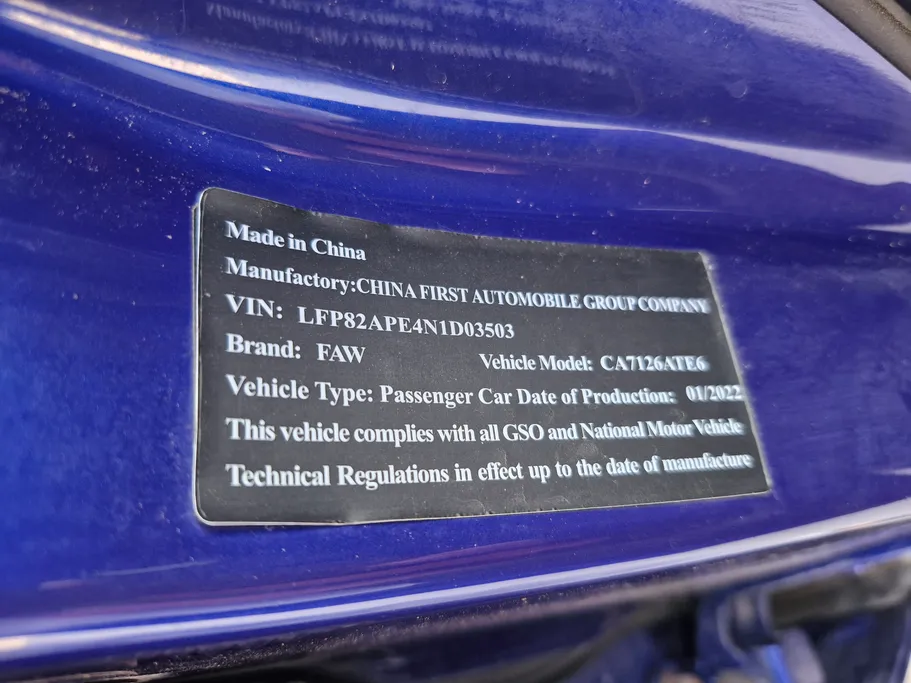 Made in China
Manufactory:CHINA FIRST AUTOMOBILE GROUP COMPANY
VIN: LFP82APE4N1D03503
Brand: FAW Vehicle Model: CA7126ATE6
Vehicle Type: Passenger Car Date of Production: 01/2022
This vehicle complies with all GSO and National Motor Vehicle
Technical Regulations in effect up to the date of manufacture